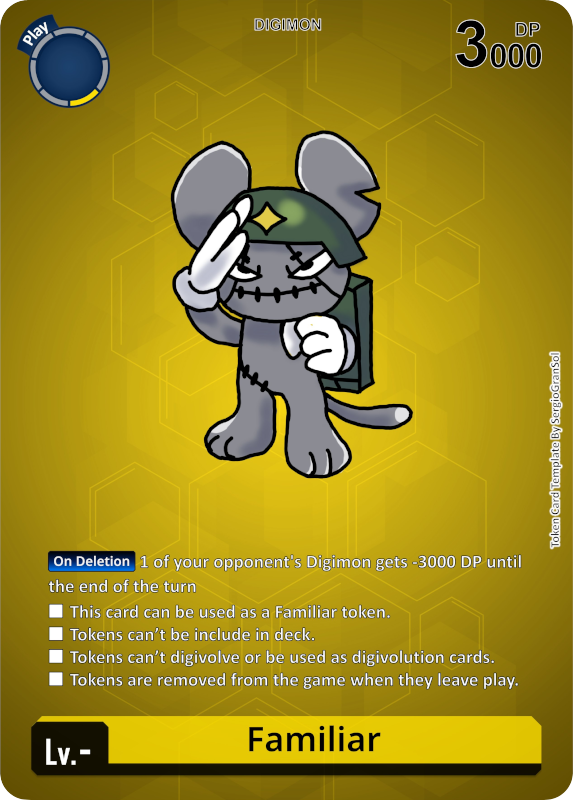 Play
DIGIMON
DP
3000
Token Card Template By SergioGranSol
On Deletion 1 of your opponent's Digimon gets -3000 DP until
the end of the turn
This card can be used as a Familiar token.
Tokens can't be include in deck.
Tokens can't digivolve or be used as digivolution cards.
Tokens are removed from the game when they leave play.
Lv.-
Familiar